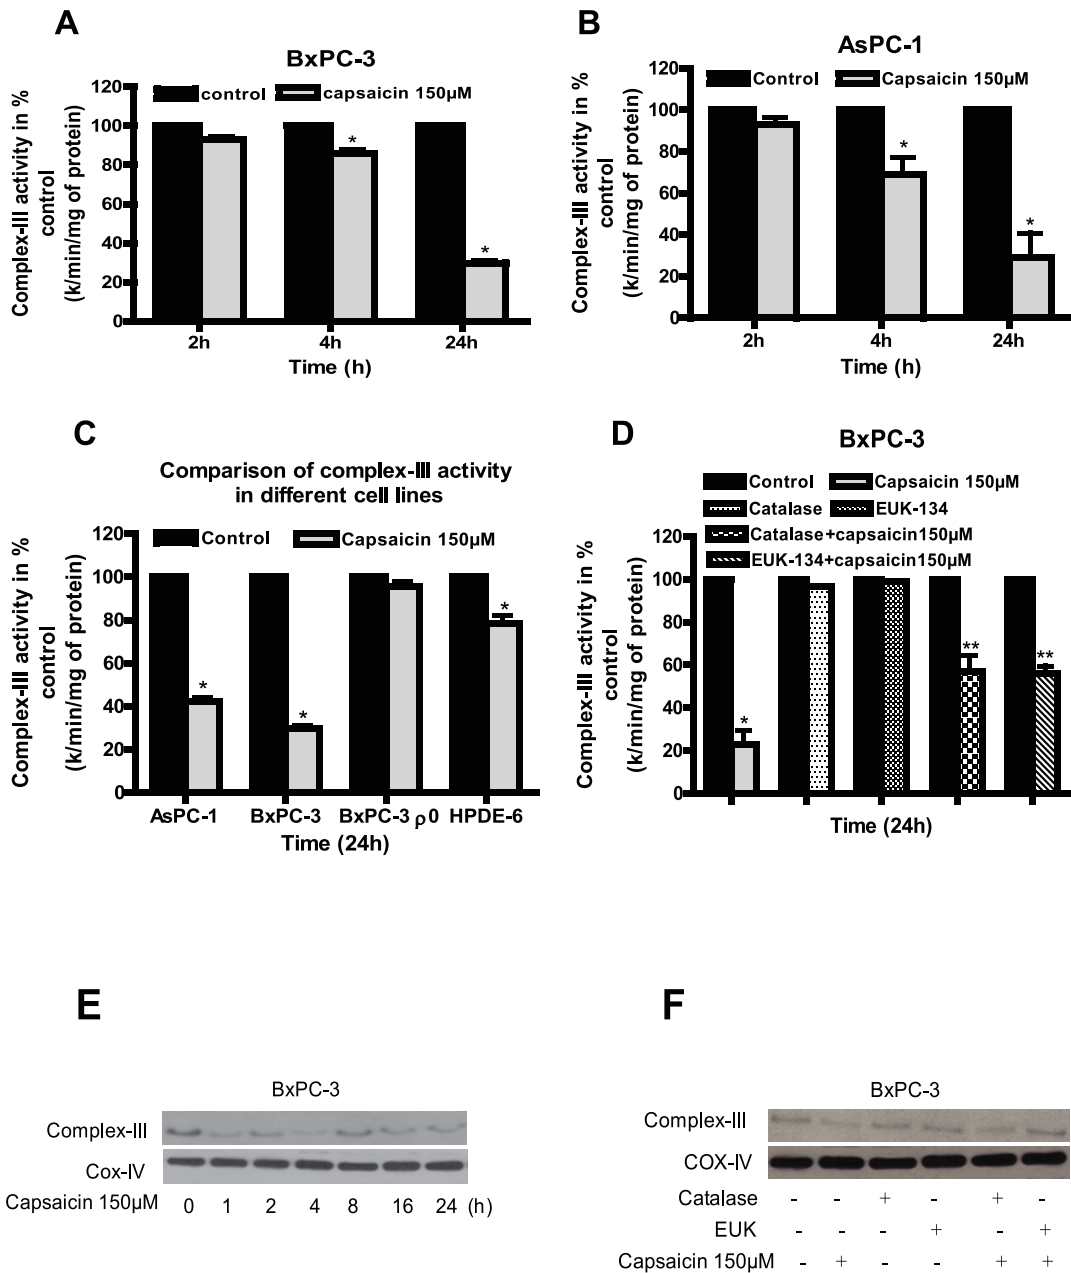 A
BxPC-3
Complex-III activity in %
control
(k/min/mg of protein)
control
capsaicin 150µM
120
100
80
60
40
20
0
*
*
2h
4h
24h
Time (h)
B
AsPC-1
Complex-III activity in %
control
(k/min/mg of protein)
Control
Capsaicin 150µM
120
100
80
60
40
20
0
*
*
2h
4h
24h
Time (h)
C
Comparison of complex-III activity
in different cell lines
Complex-III activity in %
control
(k/min/mg of protein)
Control
Capsaicin 150µM
120
100
80
60
40
20
0
*
*
*
AsPC-1
BxPC-3
BxPC-3 ρ0
HPDE-6
Time (24h)
D
BxPC-3
Control
Capsaicin 150µM
Catalase
EUK-134
Catalase+capsaicin150µM
EUK-134+capsaicin150µM
Complex-III activity in %
control
(k/min/mg of protein)
120
100
80
60
40
20
0
*
**
**
Time (24h)
E
BxPC-3
Complex-III
Cox-IV
Capsaicin 150µM 0 1 2 4 8 16 24 (h)
F
BxPC-3
Complex-III
COX-IV
Catalase - - + - + -
EUK - - - + - +
Capsaicin 150µM - + - - + +